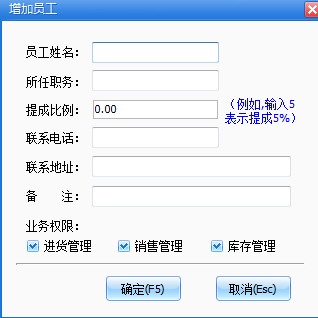 增加员工
员工姓名:
所任职务:
提成比例: 0.00 (例如,输入5
表示提成5%)
联系电话:
联系地址:
备　　注:
业务权限:
进货管理 销售管理 库存管理
确定(F5) 取消(Esc)